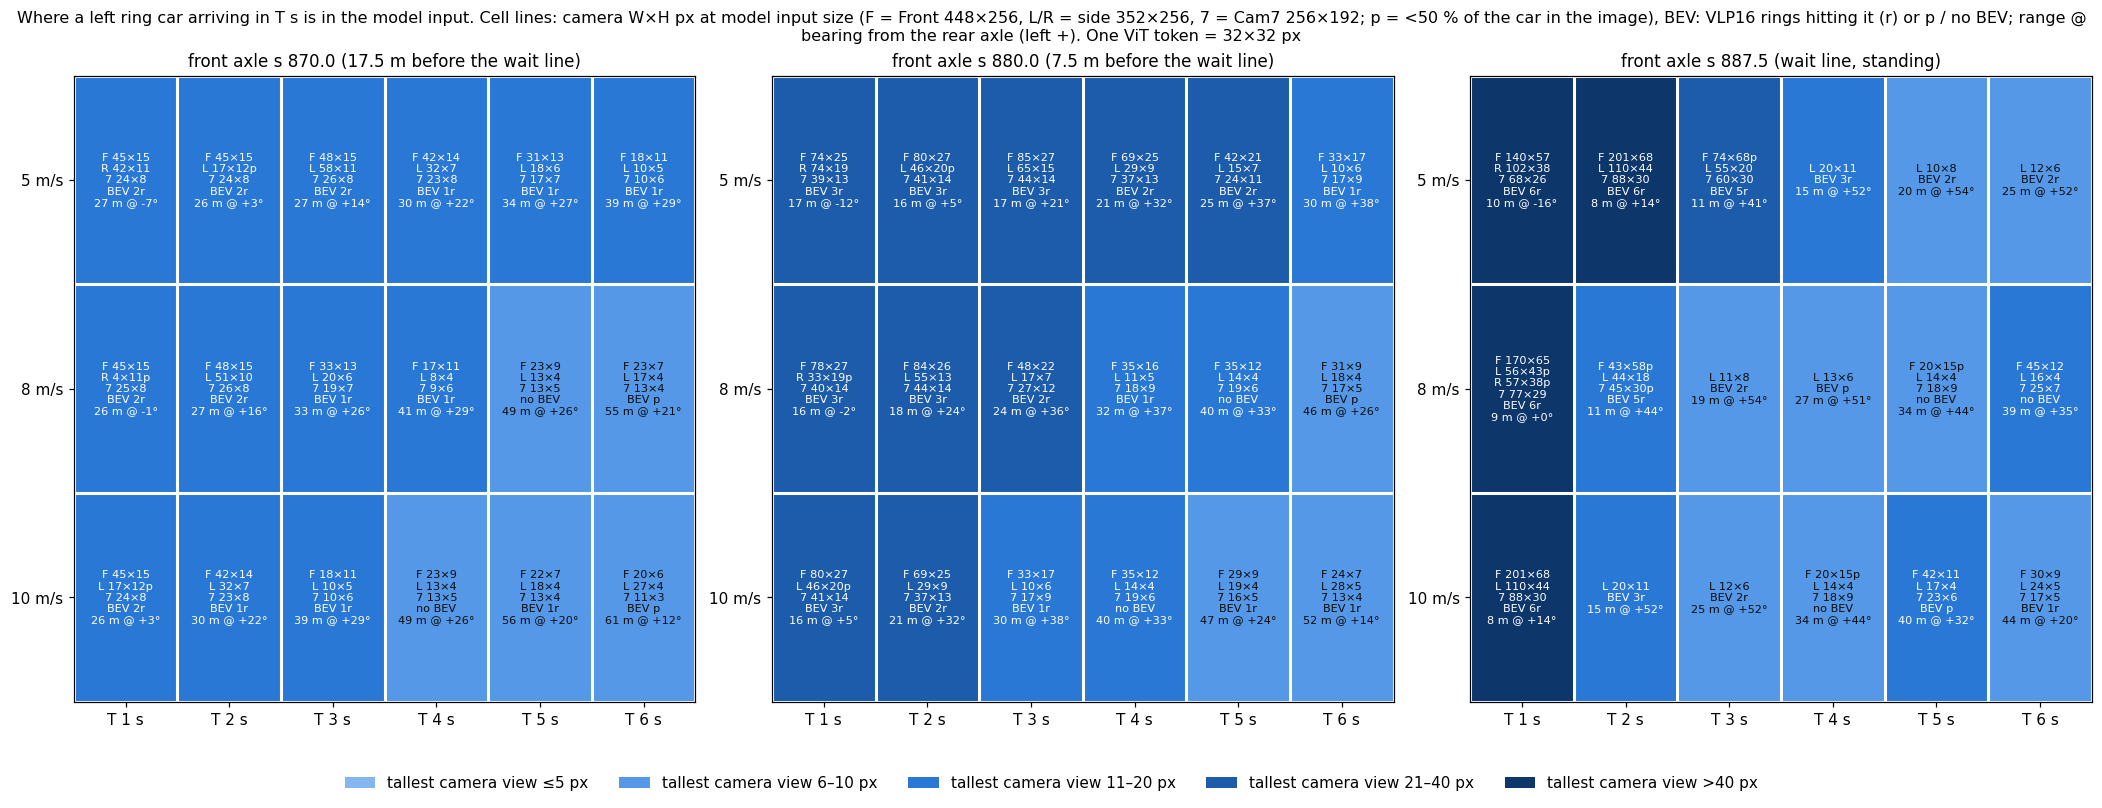 Where a left ring car arriving in T s is in the model input. Cell lines: camera W×H px at model input size (F = Front 448×256, L/R = side 352×256, 7 = Cam7 256×192; p = <50 % of the car in the image), BEV: VLP16 rings hitting it (r) or p / no BEV; range @
bearing from the rear axle (left +). One ViT token = 32×32 px
front axle s 870.0 (17.5 m before the wait line)
5 m/s
F 45×15
R 42×11
7 24×8
BEV 2r
27 m @ -7°
F 45×15
L 17×12p
7 24×8
BEV 2r
26 m @ +3°
F 48×15
L 58×11
7 26×8
BEV 2r
27 m @ +14°
F 42×14
L 32×7
7 23×8
BEV 1r
30 m @ +22°
F 31×13
L 18×6
7 17×7
BEV 1r
34 m @ +27°
F 18×11
L 10×5
7 10×6
BEV 1r
39 m @ +29°
8 m/s
F 45×15
R 4×11p
7 25×8
BEV 2r
26 m @ -1°
F 48×15
L 51×10
7 26×8
BEV 2r
27 m @ +16°
F 33×13
L 20×6
7 19×7
BEV 1r
33 m @ +26°
F 17×11
L 8×4
7 9×6
BEV 1r
41 m @ +29°
F 23×9
L 13×4
7 13×5
no BEV
49 m @ +26°
F 23×7
L 17×4
7 13×4
BEV p
55 m @ +21°
10 m/s
F 45×15
L 17×12p
7 24×8
BEV 2r
26 m @ +3°
F 42×14
L 32×7
7 23×8
BEV 1r
30 m @ +22°
F 18×11
L 10×5
7 10×6
BEV 1r
39 m @ +29°
F 23×9
L 13×4
7 13×5
no BEV
49 m @ +26°
F 22×7
L 18×4
7 13×4
BEV 1r
56 m @ +20°
F 20×6
L 27×4
7 11×3
BEV p
61 m @ +12°
T 1 s
T 2 s
T 3 s
T 4 s
T 5 s
T 6 s
front axle s 880.0 (7.5 m before the wait line)
5 m/s
F 74×25
R 74×19
7 39×13
BEV 3r
17 m @ -12°
F 80×27
L 46×20p
7 41×14
BEV 3r
16 m @ +5°
F 85×27
L 65×15
7 44×14
BEV 3r
17 m @ +21°
F 69×25
L 29×9
7 37×13
BEV 2r
21 m @ +32°
F 42×21
L 15×7
7 24×11
BEV 2r
25 m @ +37°
F 33×17
L 10×6
7 17×9
BEV 1r
30 m @ +38°
8 m/s
F 78×27
R 33×19p
7 40×14
BEV 3r
16 m @ -2°
F 84×26
L 55×13
7 44×14
BEV 3r
18 m @ +24°
F 48×22
L 17×7
7 27×12
BEV 2r
24 m @ +36°
F 35×16
L 11×5
7 18×9
BEV 1r
32 m @ +37°
F 35×12
L 14×4
7 19×6
no BEV
40 m @ +33°
F 31×9
L 18×4
7 17×5
BEV p
46 m @ +26°
10 m/s
F 80×27
L 46×20p
7 41×14
BEV 3r
16 m @ +5°
F 69×25
L 29×9
7 37×13
BEV 2r
21 m @ +32°
F 33×17
L 10×6
7 17×9
BEV 1r
30 m @ +38°
F 35×12
L 14×4
7 19×6
no BEV
40 m @ +33°
F 29×9
L 19×4
7 16×5
BEV 1r
47 m @ +24°
F 24×7
L 28×5
7 13×4
BEV 1r
52 m @ +14°
T 1 s
T 2 s
T 3 s
T 4 s
T 5 s
T 6 s
front axle s 887.5 (wait line, standing)
5 m/s
F 140×57
R 102×38
7 68×26
BEV 6r
10 m @ -16°
F 201×68
L 110×44
7 88×30
BEV 6r
8 m @ +14°
F 74×68p
L 55×20
7 60×30
BEV 5r
11 m @ +41°
L 20×11
BEV 3r
15 m @ +52°
L 10×8
BEV 2r
20 m @ +54°
L 12×6
BEV 2r
25 m @ +52°
8 m/s
F 170×65
L 56×43p
R 57×38p
7 77×29
BEV 6r
9 m @ +0°
F 43×58p
L 44×18
7 45×30p
BEV 5r
11 m @ +44°
L 11×8
BEV 2r
19 m @ +54°
L 13×6
BEV p
27 m @ +51°
F 20×15p
L 14×4
7 18×9
no BEV
34 m @ +44°
F 45×12
L 16×4
7 25×7
no BEV
39 m @ +35°
10 m/s
F 201×68
L 110×44
7 88×30
BEV 6r
8 m @ +14°
L 20×11
BEV 3r
15 m @ +52°
L 12×6
BEV 2r
25 m @ +52°
F 20×15p
L 14×4
7 18×9
no BEV
34 m @ +44°
F 42×11
L 17×4
7 23×6
BEV p
40 m @ +32°
F 30×9
L 24×5
7 17×5
BEV 1r
44 m @ +20°
T 1 s
T 2 s
T 3 s
T 4 s
T 5 s
T 6 s
tallest camera view ≤5 px
tallest camera view 6–10 px
tallest camera view 11–20 px
tallest camera view 21–40 px
tallest camera view >40 px